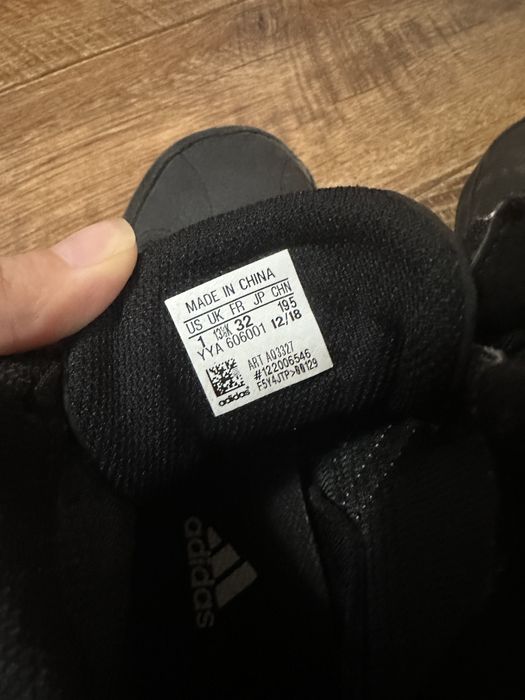 MADE IN CHINA
US UK FR JP CHN
1 13½K 32 195
YYA 606001 12/18
ART AQ3327
#122006546
F5Y4JTP>00129
adidas
adidas